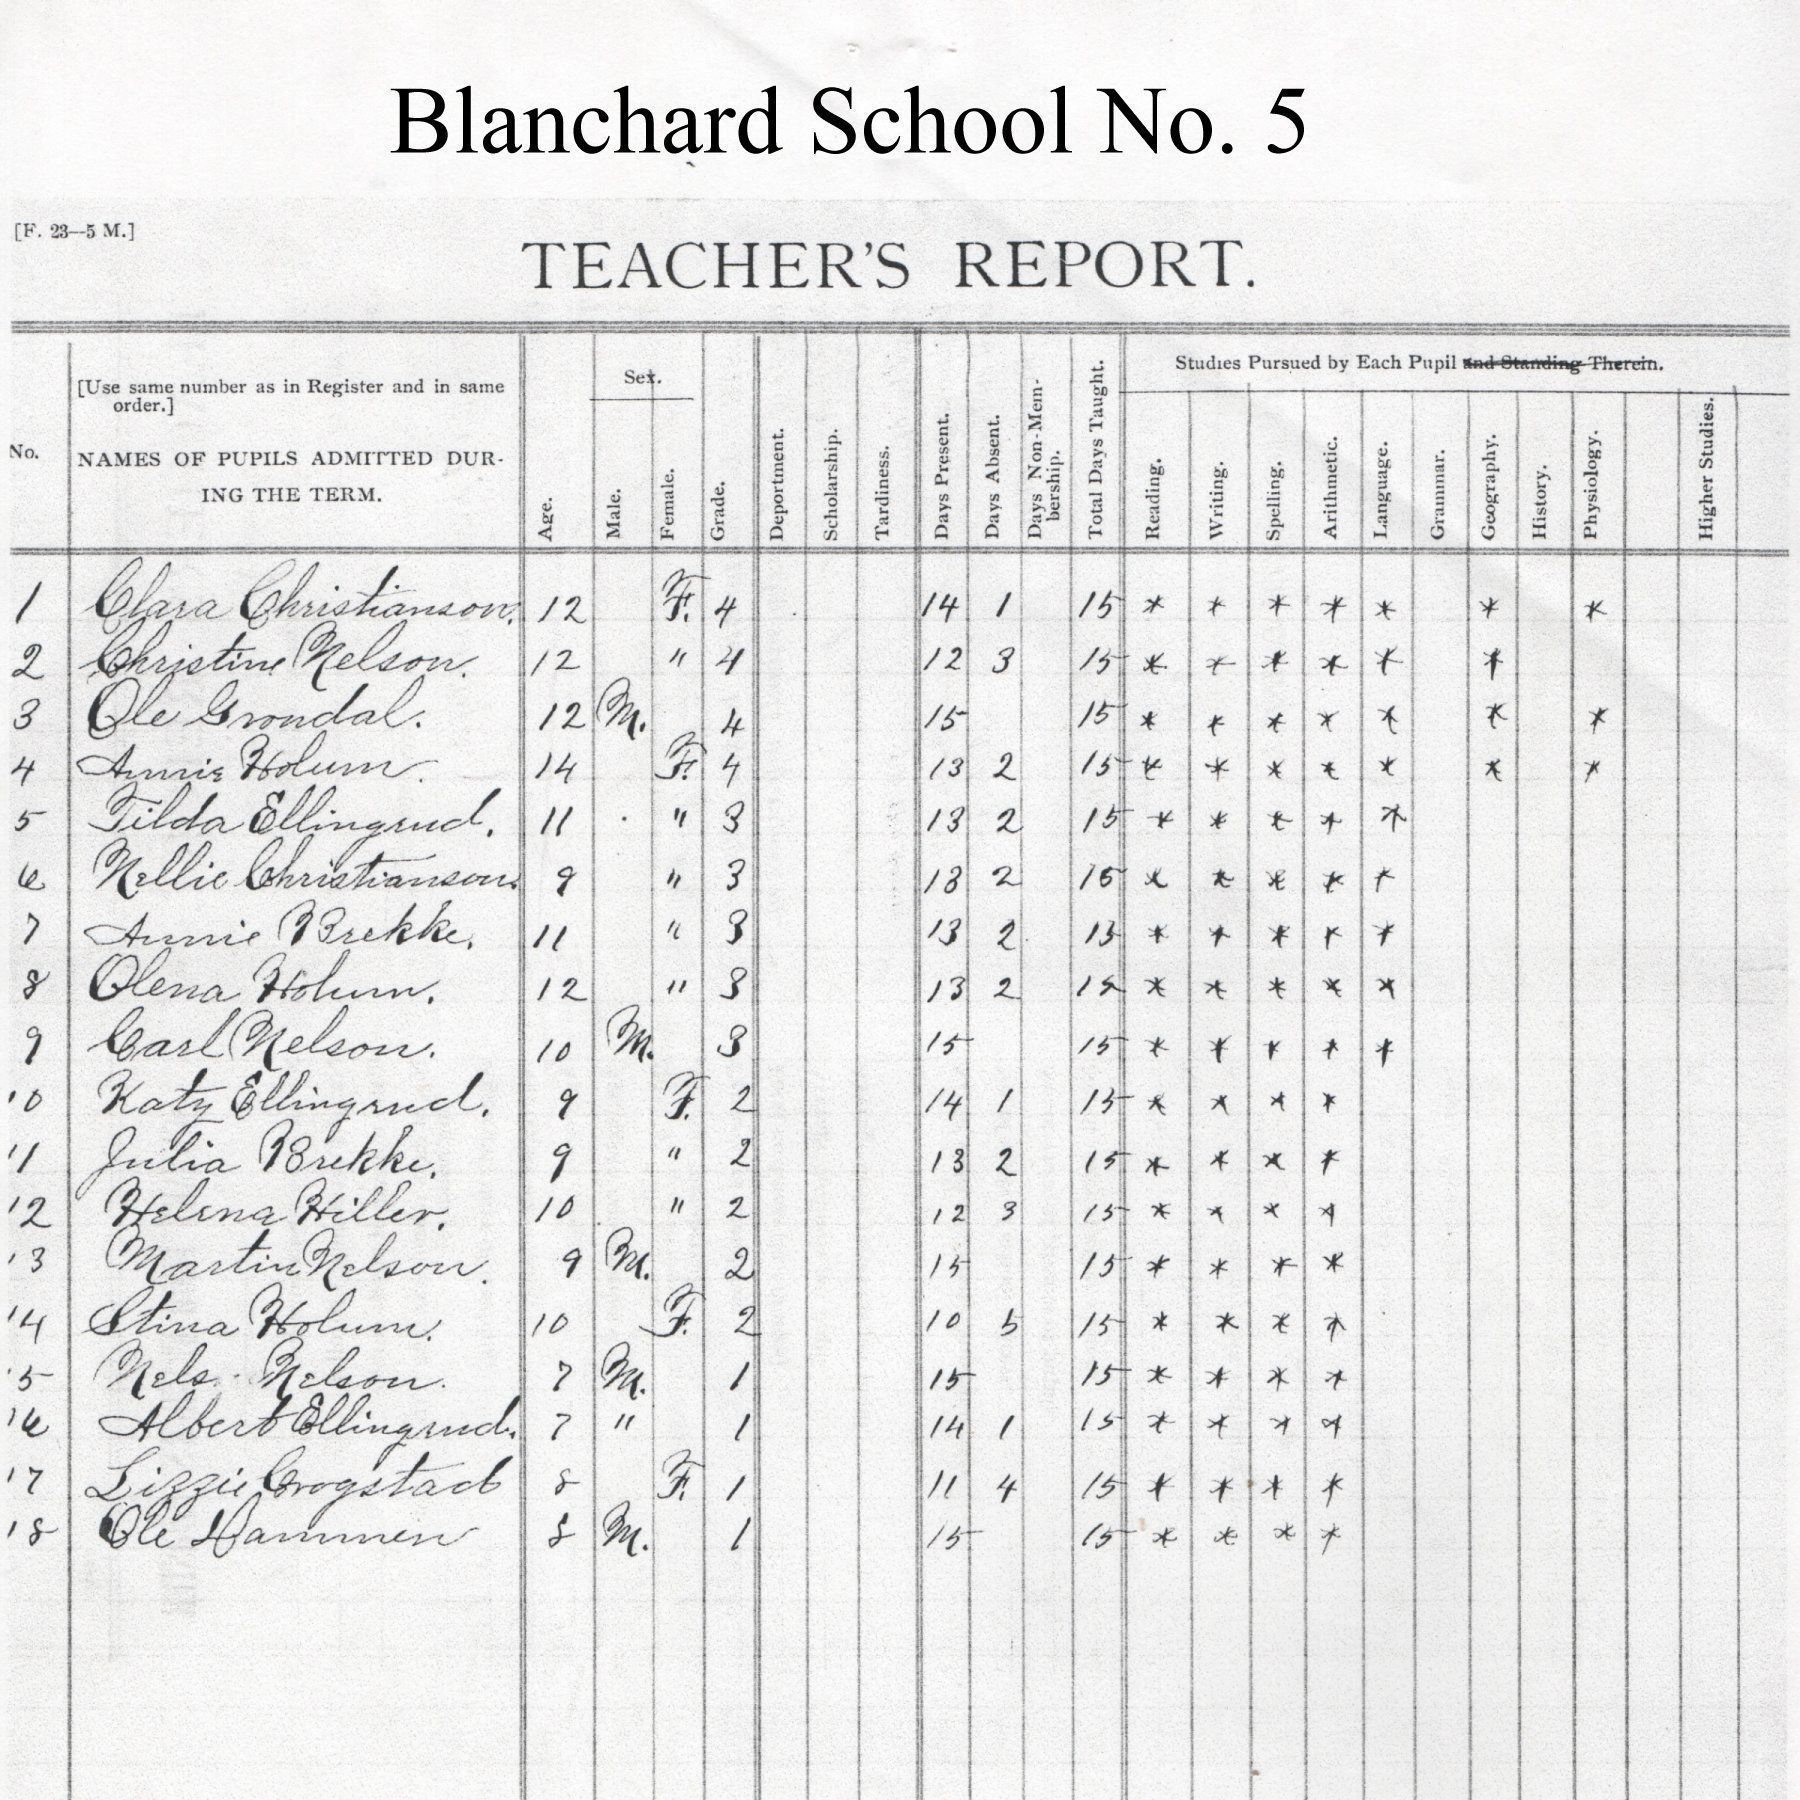 Blanchard School No. 5
[F. 23—5 M.]
TEACHER'S REPORT.
No.
[Use same number as in Register and in same order.]
NAMES OF PUPILS ADMITTED DURING THE TERM.
Age.
Sex.
Male.
Female.
Grade.
Deportment.
Scholarship.
Tardiness.
Days Present.
Days Absent.
Days Non-Membership.
Total Days Taught.
Studies Pursued by Each Pupil and Standing Therein.
Reading.
Writing.
Spelling.
Arithmetic.
Language.
Grammar.
Geography.
History.
Physiology.
Higher Studies.
1 Clara Christianson. 12 F. 4 14 1 15 * * * * * * *
2 Christine Nelson. 12 " 4 12 3 15 * * * * * *
3 Ole Grondal. 12 M. 4 15 15 * * * * * * *
4 Annie Holum. 14 F. 4 13 2 15 * * * * * * *
5 Tilda Ellingrud. 11 " 3 13 2 15 * * * * *
6 Nellie Christianson. 9 " 3 13 2 15 * * * * *
7 Annie Brekke. 11 " 3 13 2 15 * * * * *
8 Olena Holum. 12 " 3 13 2 15 * * * * *
9 Carl Nelson. 10 M. 3 15 15 * * * * *
10 Katy Ellingrud. 9 F. 2 14 1 15 * * * *
11 Julia Brekke. 9 " 2 13 2 15 * * * *
12 Helena Hiller. 10 " 2 12 3 15 * * * *
13 Martin Nelson. 9 M. 2 15 15 * * * *
14 Stina Holum. 10 F. 2 10 5 15 * * * *
15 Nels. Nelson. 7 M. 1 15 15 * * * *
16 Albert Ellingrud. 7 " 1 14 1 15 * * * *
17 Lizzie Crogstad 8 F. 1 11 4 15 * * * *
18 Ole Hammen 8 M. 1 15 15 * * * *